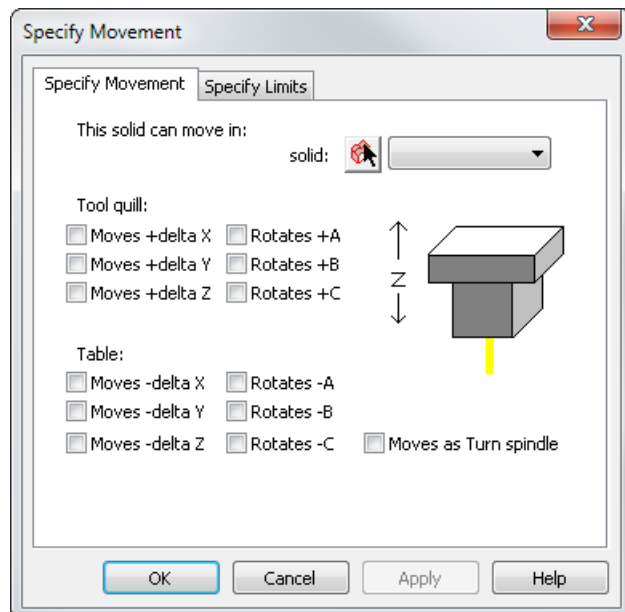 Specify Movement
X
Specify Movement Specify Limits
This solid can move in:
solid:
Tool quill:
Moves +delta X Rotates +A
Moves +delta Y Rotates +B
Moves +delta Z Rotates +C
Z
Table:
Moves -delta X Rotates -A
Moves -delta Y Rotates -B
Moves -delta Z Rotates -C Moves as Turn spindle
OK Cancel Apply Help